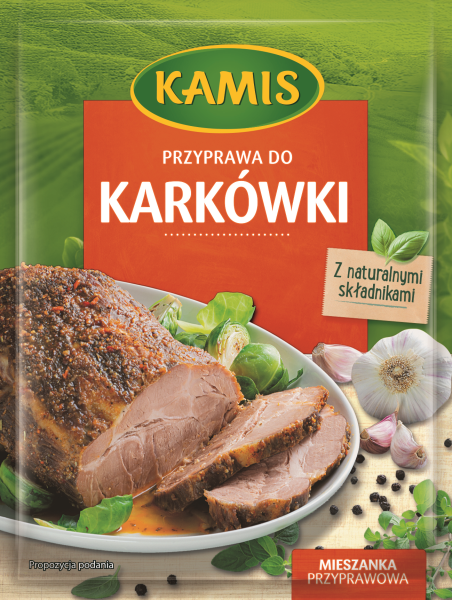 KAMIS
PRZYPRAWA DO
KARKÓWKI
Z naturalnymi
składnikami
Propozycja podania
MIESZANKA
PRZYPRAWOWA